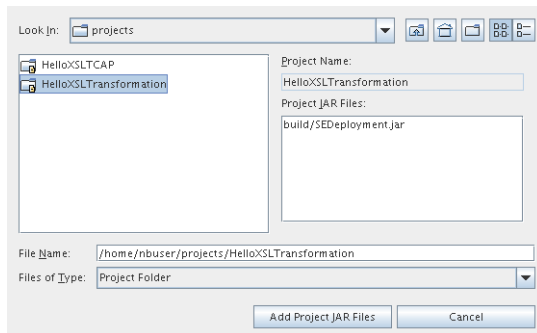 Look In: projects
HelloXSLTCAP
HelloXSLTransformation
Project Name:
HelloXSLTransformation
Project JAR Files:
build/SEDeployment.jar
File Name: /home/nbuser/projects/HelloXSLTransformation
Files of Type: Project Folder
Add Project JAR Files Cancel